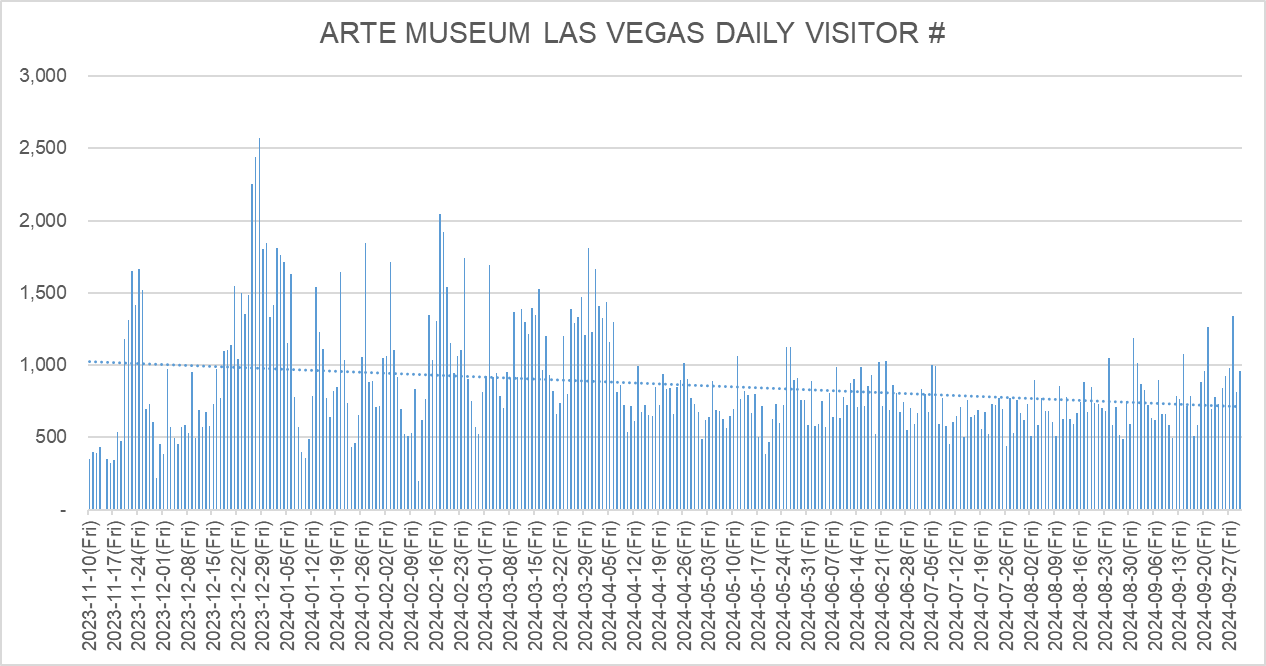 ARTE MUSEUM LAS VEGAS DAILY VISITOR #
3,000
2,500
2,000
1,500
1,000
500
-
2023-11-10(Fri)
2023-11-17(Fri)
2023-11-24(Fri)
2023-12-01(Fri)
2023-12-08(Fri)
2023-12-15(Fri)
2023-12-22(Fri)
2023-12-29(Fri)
2024-01-05(Fri)
2024-01-12(Fri)
2024-01-19(Fri)
2024-01-26(Fri)
2024-02-02(Fri)
2024-02-09(Fri)
2024-02-16(Fri)
2024-02-23(Fri)
2024-03-01(Fri)
2024-03-08(Fri)
2024-03-15(Fri)
2024-03-22(Fri)
2024-03-29(Fri)
2024-04-05(Fri)
2024-04-12(Fri)
2024-04-19(Fri)
2024-04-26(Fri)
2024-05-03(Fri)
2024-05-10(Fri)
2024-05-17(Fri)
2024-05-24(Fri)
2024-05-31(Fri)
2024-06-07(Fri)
2024-06-14(Fri)
2024-06-21(Fri)
2024-06-28(Fri)
2024-07-05(Fri)
2024-07-12(Fri)
2024-07-19(Fri)
2024-07-26(Fri)
2024-08-02(Fri)
2024-08-09(Fri)
2024-08-16(Fri)
2024-08-23(Fri)
2024-08-30(Fri)
2024-09-06(Fri)
2024-09-13(Fri)
2024-09-20(Fri)
2024-09-27(Fri)